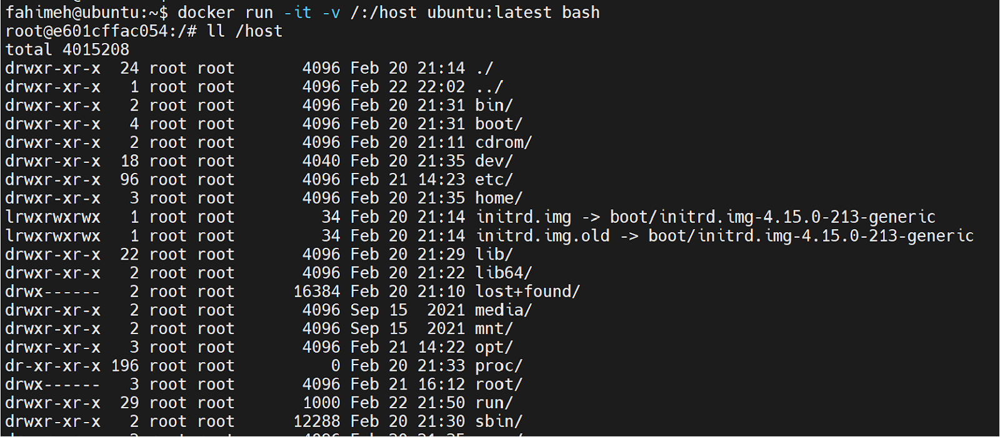 fahimeh@ubuntu:~$ docker run -it -v /:/host ubuntu:latest bash
root@e601cffac054:/# ll /host
total 4015208
drwxr-xr-x  24 root root       4096 Feb 20 21:14 ./
drwxr-xr-x   1 root root       4096 Feb 22 22:02 ../
drwxr-xr-x   2 root root       4096 Feb 20 21:31 bin/
drwxr-xr-x   4 root root       4096 Feb 20 21:31 boot/
drwxr-xr-x   2 root root       4096 Feb 20 21:11 cdrom/
drwxr-xr-x  18 root root       4040 Feb 20 21:35 dev/
drwxr-xr-x  96 root root       4096 Feb 21 14:23 etc/
drwxr-xr-x   3 root root       4096 Feb 20 21:35 home/
lrwxrwxrwx   1 root root         34 Feb 20 21:14 initrd.img -> boot/initrd.img-4.15.0-213-generic
lrwxrwxrwx   1 root root         34 Feb 20 21:14 initrd.img.old -> boot/initrd.img-4.15.0-213-generic
drwxr-xr-x  22 root root       4096 Feb 20 21:29 lib/
drwxr-xr-x   2 root root       4096 Feb 20 21:22 lib64/
drwx------   2 root root      16384 Feb 20 21:10 lost+found/
drwxr-xr-x   2 root root       4096 Sep 15  2021 media/
drwxr-xr-x   2 root root       4096 Sep 15  2021 mnt/
drwxr-xr-x   3 root root       4096 Feb 21 14:22 opt/
dr-xr-xr-x 196 root root          0 Feb 20 21:33 proc/
drwx------   3 root root       4096 Feb 21 16:12 root/
drwxr-xr-x  29 root root       1000 Feb 22 21:50 run/
drwxr-xr-x   2 root root      12288 Feb 20 21:30 sbin/